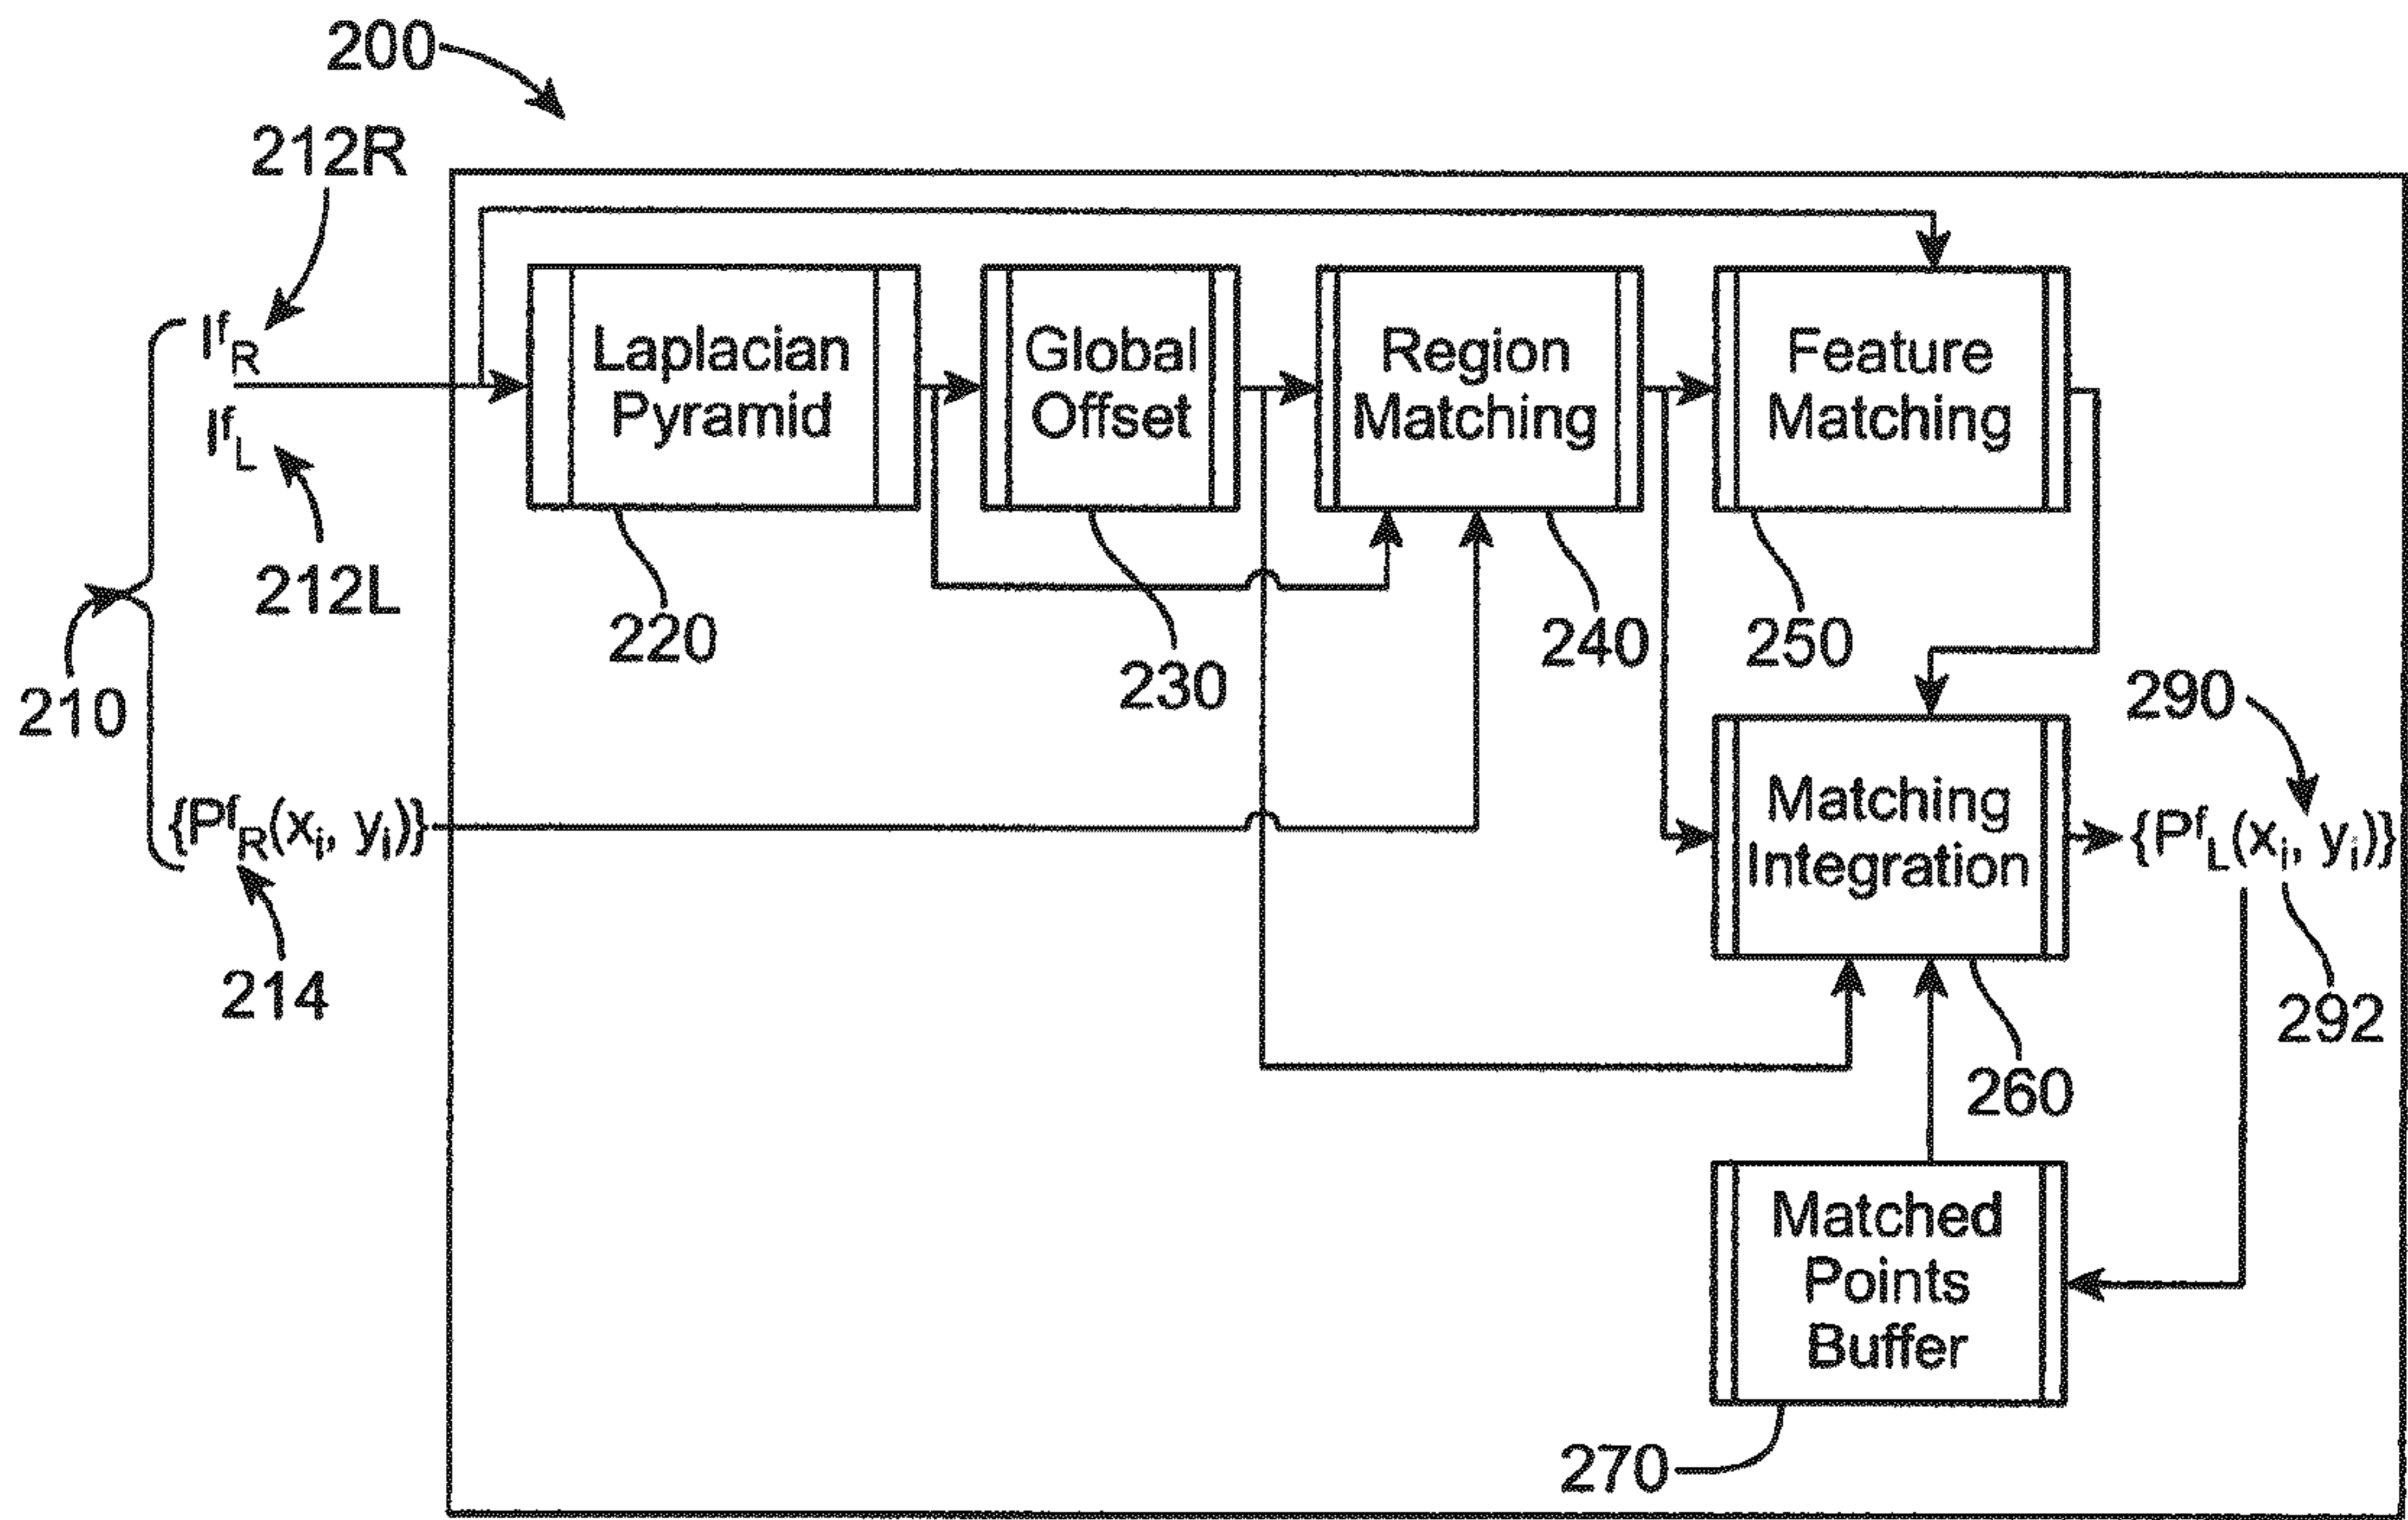 200
212R
I^f_R
I^f_L
212L
210
{P^f_R(x_i, y_i)}
214
Laplacian
Pyramid
220
Global
Offset
230
Region
Matching
240
Feature
Matching
250
Matching
Integration
260
290
{P^f_L(x_i, y_i)}
292
Matched
Points
Buffer
270